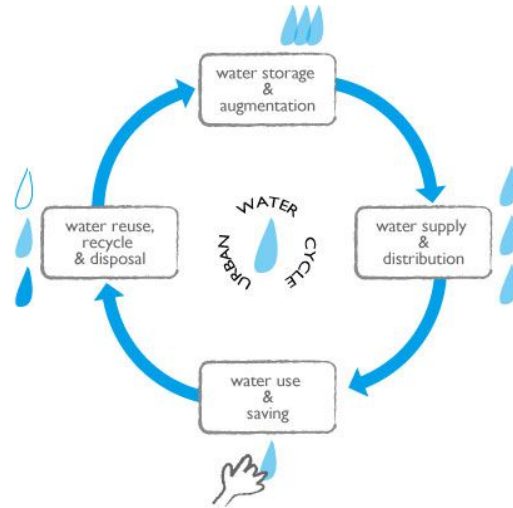 water storage
&
augmentation
water supply
&
distribution
water use
&
saving
water reuse,
recycle
& disposal
URBAN WATER CYCLE